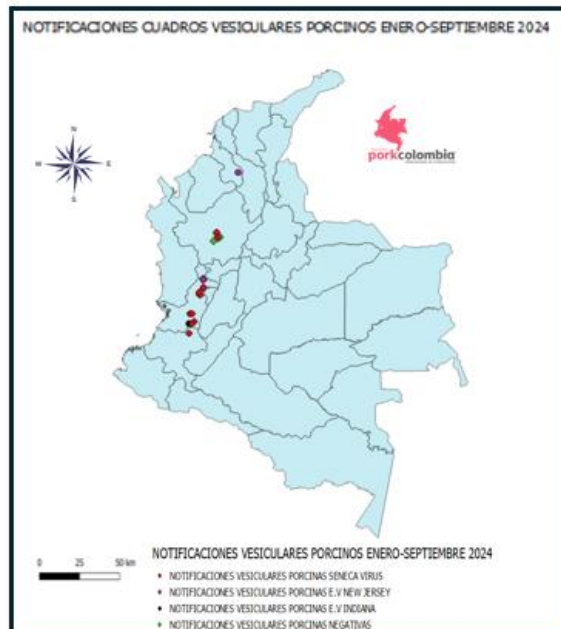 NOTIFICACIONES CUADROS VESICULARES PORCINOS ENERO-SEPTIEMBRE 2024
N
W E
S
porkcolombia
NOTIFICACIONES VESICULARES PORCINOS ENERO-SEPTIEMBRE 2024
0 25 50 km
NOTIFICACIONES VESICULARES PORCINAS SENECA VIRUS
NOTIFICACIONES VESICULARES PORCINAS E.V NEW JERSEY
NOTIFICACIONES VESICULARES PORCINAS E.V INDIANA
NOTIFICACIONES VESICULARES PORCINAS NEGATIVAS